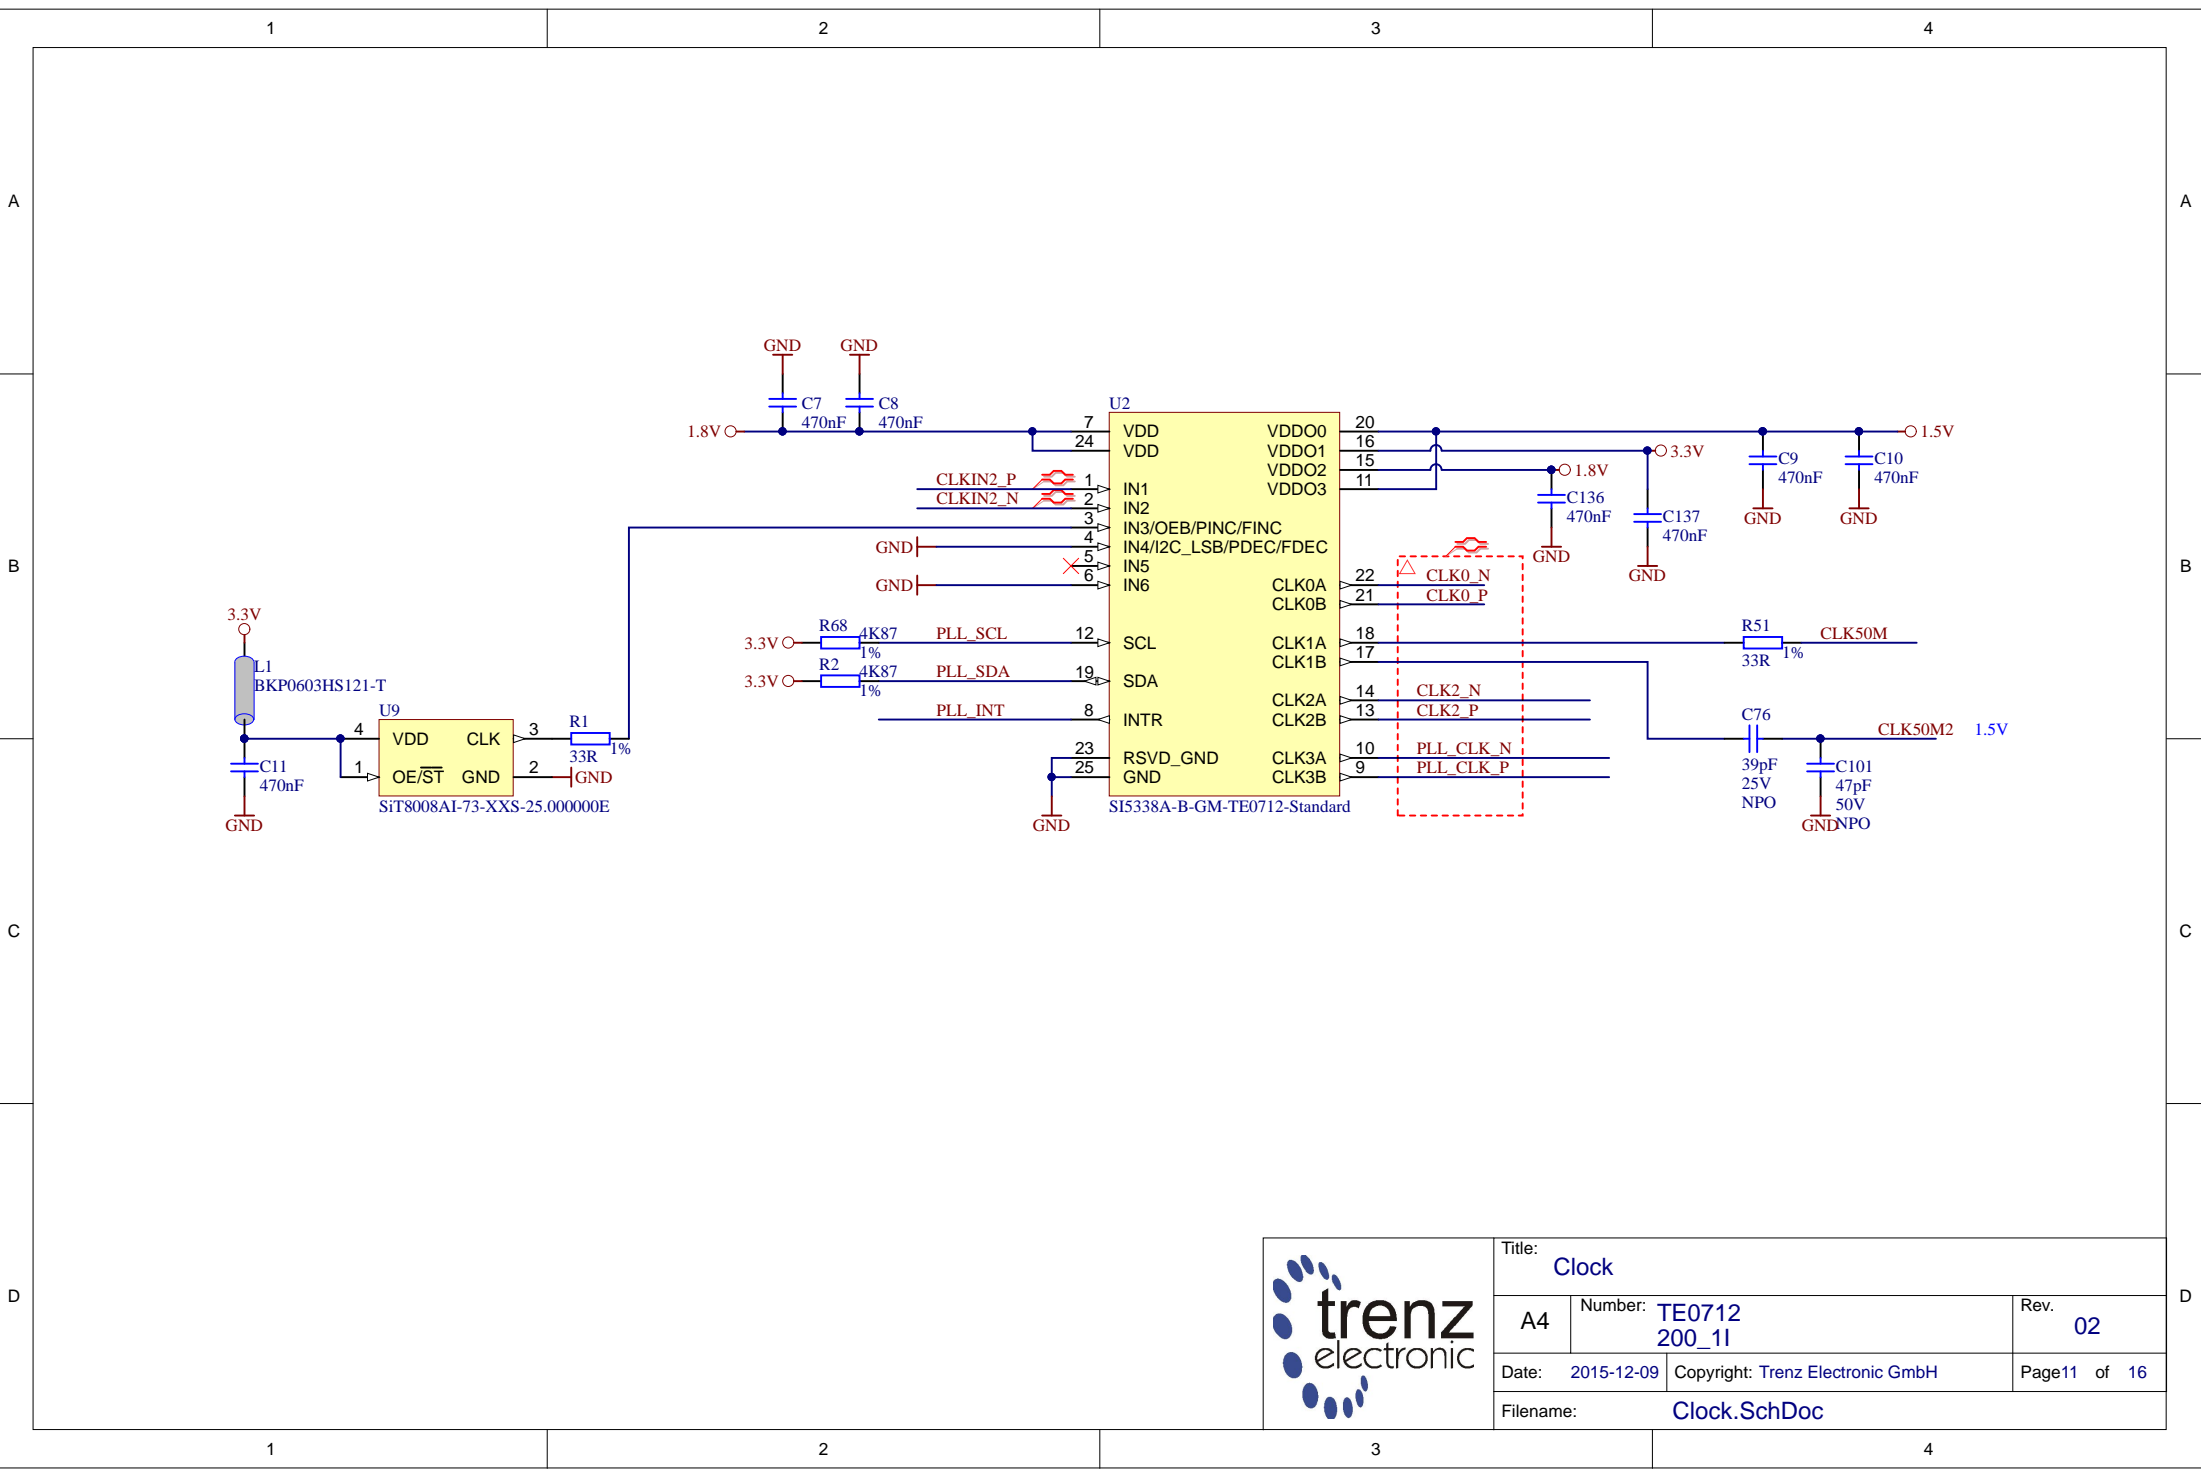 1 2 3 4
A A
B B
C C
D D
GND GND
C7
470nF
C8
470nF
1.8V
U2
7 VDD
24 VDD
CLKIN2_P 1 IN1
CLKIN2_N 2 IN2
3 IN3/OEB/PINC/FINC
GND 4 IN4/I2C_LSB/PDEC/FDEC
5 IN5
GND 6 IN6
3.3V R68 4K87 1% PLL_SCL 12 SCL
3.3V R2 4K87 1% PLL_SDA 19 SDA
PLL_INT 8 INTR
23 RSVD_GND
25 GND
GND
VDDO0 20
VDDO1 16
VDDO2 15
VDDO3 11
CLK0A 22 CLK0_N
CLK0B 21 CLK0_P
CLK1A 18
CLK1B 17
CLK2A 14 CLK2_N
CLK2B 13 CLK2_P
CLK3A 10 PLL_CLK_N
CLK3B 9 PLL_CLK_P
SI5338A-B-GM-TE0712-Standard
1.5V
3.3V
1.8V
C9
470nF
GND
C10
470nF
GND
C136
470nF
GND
C137
470nF
GND
R51
33R 1%
CLK50M
C76
39pF
25V
NPO
CLK50M2 1.5V
C101
47pF
50V
NPO
GND
3.3V
L1
BKP0603HS121-T
C11
470nF
GND
U9
4 VDD CLK 3
1 OE/ST GND 2
GND
SiT8008AI-73-XXS-25.000000E
R1
33R 1%
trenz
electronic
Title:
Clock
A4
Number: TE0712
200_1I
Rev.
02
Date: 2015-12-09
Copyright: Trenz Electronic GmbH
Page11 of 16
Filename: Clock.SchDoc
1 2 3 4